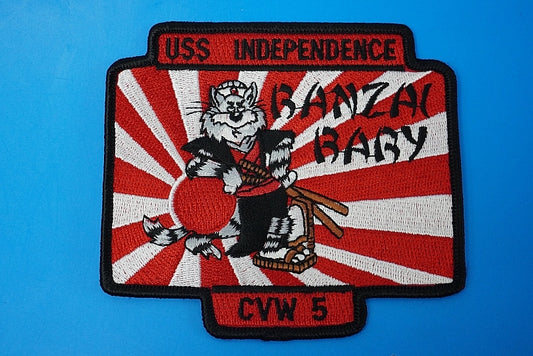 USS INDEPENDENCE
BANZAI
BABY
CVW 5